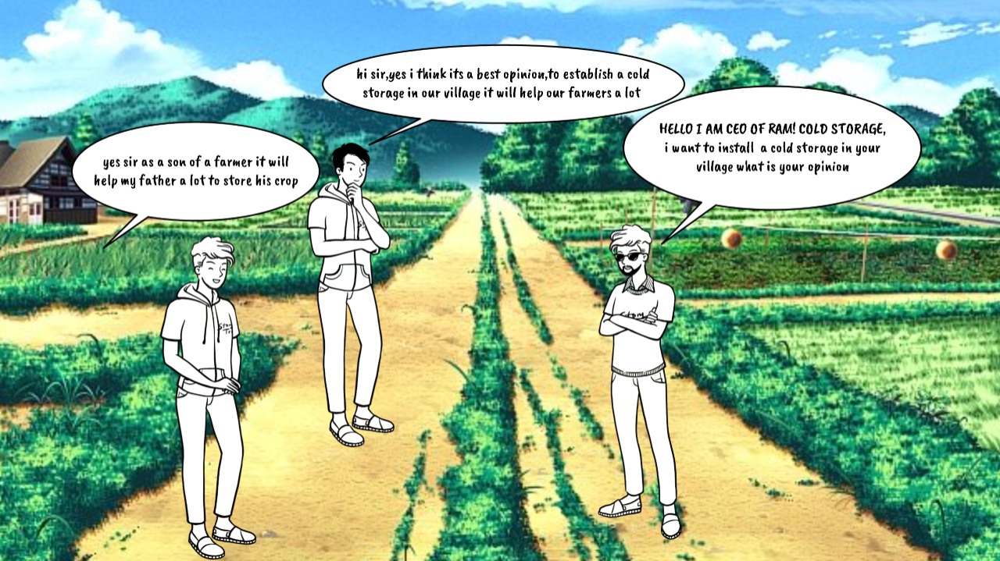 hi sir,yes i think its a best opinion,to establish a cold
storage in our village it will help our farmers a lot
HELLO I AM CEO OF RAM! COLD STORAGE,
i want to install a cold storage in your
village what is your opinion
yes sir as a son of a farmer it will
help my father a lot to store his crop